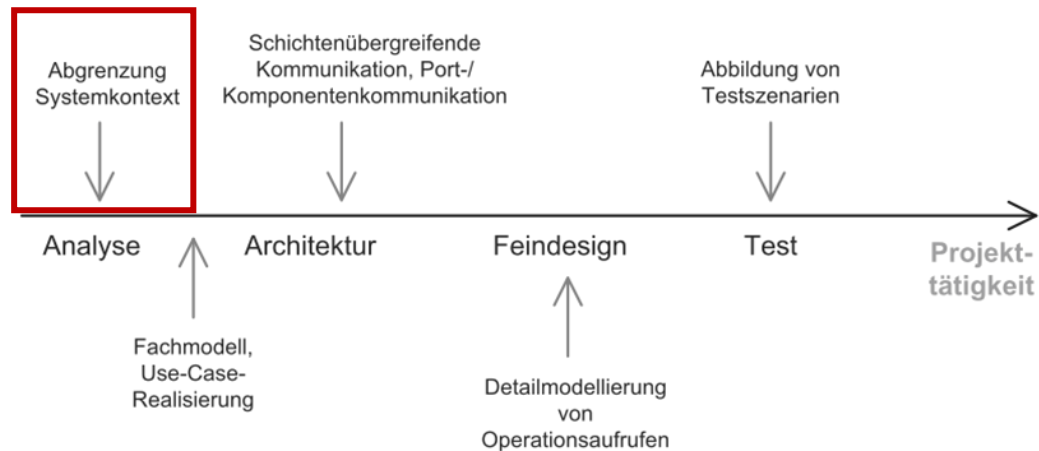 Abgrenzung
Systemkontext
Schichtenübergreifende
Kommunikation, Port-/
Komponentenkommunikation
Abbildung von
Testszenarien
Analyse
Architektur
Feindesign
Test
Projekt-
tätigkeit
Fachmodell,
Use-Case-
Realisierung
Detailmodellierung
von
Operationsaufrufen